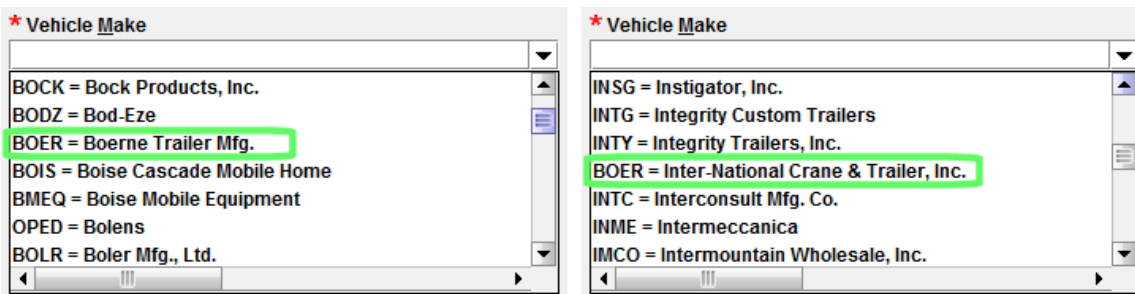 * Vehicle Make
BOCK = Bock Products, Inc.
BODZ = Bod-Eze
BOER = Boerne Trailer Mfg.
BOIS = Boise Cascade Mobile Home
BMEQ = Boise Mobile Equipment
OPED = Bolens
BOLR = Boler Mfg., Ltd.
* Vehicle Make
INSG = Instigator, Inc.
INTG = Integrity Custom Trailers
INTY = Integrity Trailers, Inc.
BOER = Inter-National Crane & Trailer, Inc.
INTC = Interconsult Mfg. Co.
INME = Intermeccanica
IMCO = Intermountain Wholesale, Inc.